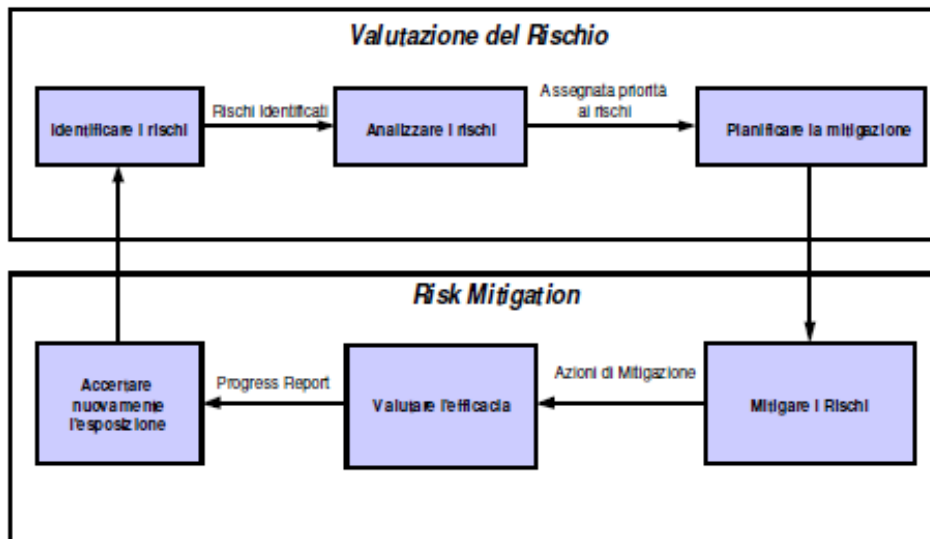 Valutazione del Rischio
Identificare i rischi
Rischi Identificati
Analizzare i rischi
Assegnata priorità
ai rischi
Pianificare la mitigazione
Risk Mitigation
Accertare
nuovamente
l'esposizione
Progress Report
Valutare l'efficacia
Azioni di Mitigazione
Mitigare i Rischi